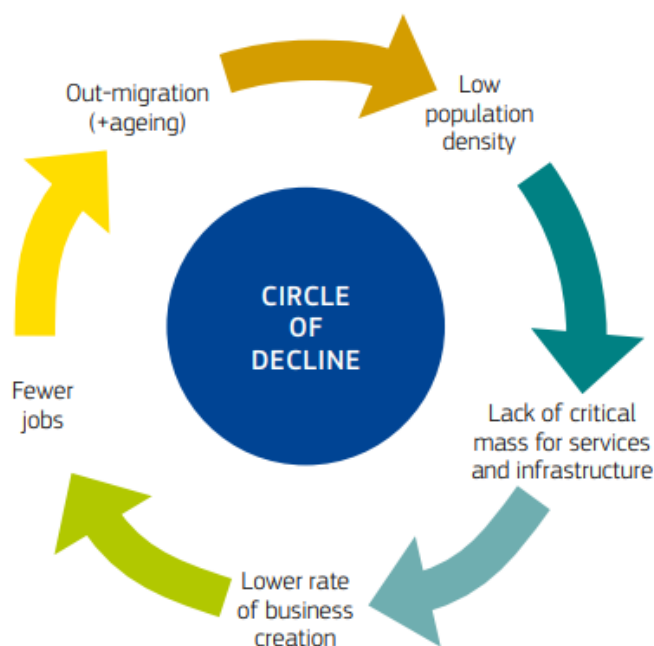 Out-migration
(+ageing)
Low
population
density
CIRCLE
OF
DECLINE
Fewer
jobs
Lack of critical
mass for services
and infrastructure
Lower rate
of business
creation